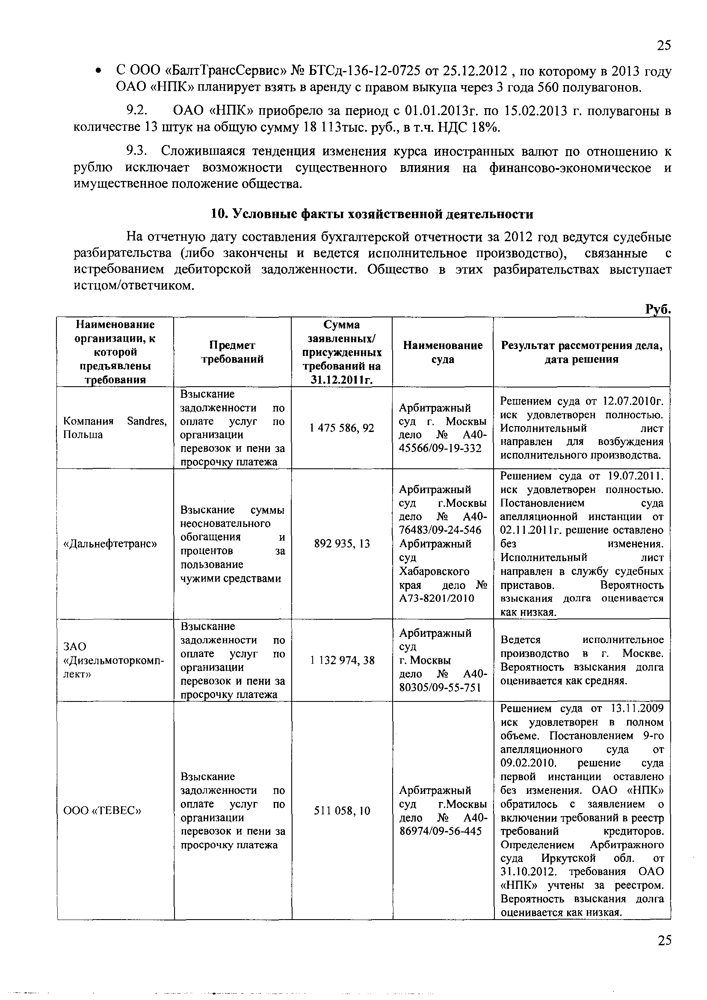 25
• С ООО «БалтТрансСервис» № БТСд-136-12-0725 от 25.12.2012 , по которому в 2013 году
ОАО «НПК» планирует взять в аренду с правом выкупа через 3 года 560 полувагонов.
9.2. ОАО «НПК» приобрело за период с 01.01.2013г. по 15.02.2013 г. полувагоны в
количестве 13 штук на общую сумму 18 113тыс. руб., в т.ч. НДС 18%.
9.3. Сложившаяся тенденция изменения курса иностранных валют по отношению к
рублю исключает возможности существенного влияния на финансово-экономическое и
имущественное положение общества.
10. Условные факты хозяйственной деятельности
На отчетную дату составления бухгалтерской отчетности за 2012 год ведутся судебные
разбирательства (либо закончены и ведется исполнительное производство), связанные с
истребованием дебиторской задолженности. Общество в этих разбирательствах выступает
истцом/ответчиком.
Руб.
Наименование
организации, к
которой
предъявлены
требования
Предмет
требований
Сумма
заявленных/
присужденных
требований на
31.12.2011г.
Наименование
суда
Результат рассмотрения дела,
дата решения
Компания Sandres,
Польша
Взыскание
задолженности по
оплате услуг по
организации
перевозок и пени за
просрочку платежа
1 475 586, 92
Арбитражный
суд г. Москвы
дело № А40-
45566/09-19-332
Решением суда от 12.07.2010г.
иск удовлетворен полностью.
Исполнительный лист
направлен для возбуждения
исполнительного производства.
«Дальнефтетранс»
Взыскание суммы
неосновательного
обогащения и
процентов за
пользование
чужими средствами
892 935, 13
Арбитражный
суд г.Москвы
дело № А40-
76483/09-24-546
Арбитражный
суд
Хабаровского
края дело №
А73-8201/2010
Решением суда от 19.07.2011.
иск удовлетворен полностью.
Постановлением суда
апелляционной инстанции от
02.11.2011г. решение оставлено
без изменения.
Исполнительный лист
направлен в службу судебных
приставов. Вероятность
взыскания долга оценивается
как низкая.
ЗАО
«Дизельмоторкомп-
лект»
Взыскание
задолженности по
оплате услуг по
организации
перевозок и пени за
просрочку платежа
1 132 974, 38
Арбитражный
суд
г. Москвы
дело № А40-
80305/09-55-751
Ведется исполнительное
производство в г. Москве.
Вероятность взыскания долга
оценивается как средняя.
ООО «ТЕВЕС»
Взыскание
задолженности по
оплате услуг по
организации
перевозок и пени за
просрочку платежа
511 058, 10
Арбитражный
суд г.Москвы
дело № А40-
86974/09-56-445
Решением суда от 13.11.2009
иск удовлетворен в полном
объеме. Постановлением 9-го
апелляционного суда от
09.02.2010. решение суда
первой инстанции оставлено
без изменения. ОАО «НПК»
обратилось с заявлением о
включении требований в реестр
требований кредиторов.
Определением Арбитражного
суда Иркутской обл. от
31.10.2012. требования ОАО
«НПК» учтены за реестром.
Вероятность взыскания долга
оценивается как низкая.
25